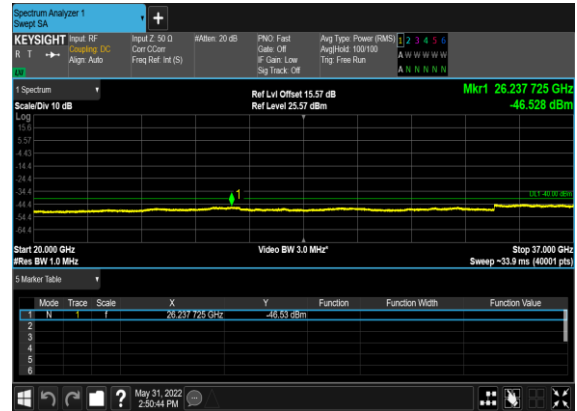 Spectrum Analyzer 1
Swept SA
KEYSIGHT Input: RF Input Z: 50 Ω #Atten: 20 dB PNO: Fast Avg Type: Power (RMS) 1 2 3 4 5 6
R T Coupling: DC Corr CCorr Gate: Off Avg|Hold: 100/100 A W W W W W
Align: Auto Freq Ref: Int (S) IF Gain: Low Trig: Free Run
LXI Sig Track: Off A N N N N N
1 Spectrum Ref Lvl Offset 15.57 dB Mkr1 26.237 725 GHz
Scale/Div 10 dB Ref Level 25.57 dBm -46.528 dBm
Log
15.6
5.57
-4.43
-14.4
-24.4
-34.4 1 DL1 -40.00 dBm
-44.4
-54.4
-64.4
Start 20.000 GHz Video BW 3.0 MHz* Stop 37.000 GHz
#Res BW 1.0 MHz Sweep ~33.9 ms (40001 pts)
5 Marker Table
Mode Trace Scale X Y Function Function Width Function Value
1 N 1 f 26.237 725 GHz -46.53 dBm
2
3
4
5
6
? May 31, 2022
2:50:44 PM